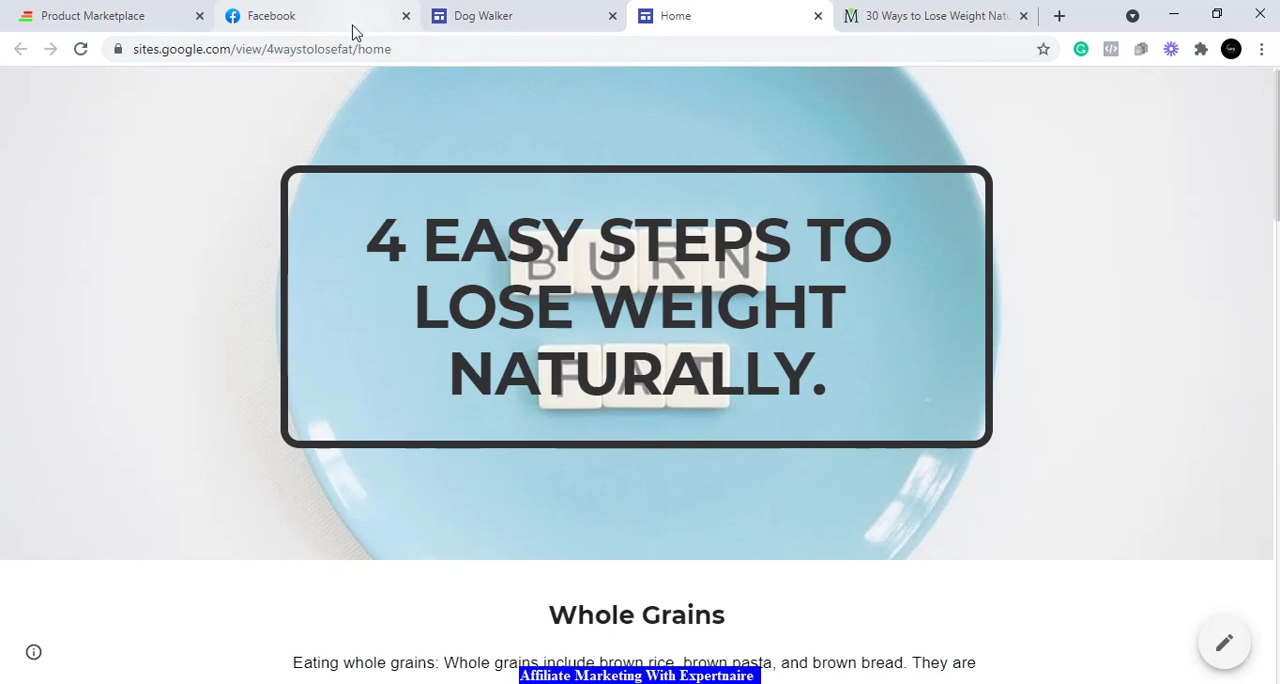 Product Marketplace
Facebook
Dog Walker
Home
30 Ways to Lose Weight Natu
sites.google.com/view/4waystolosefat/home
4 EASY STEPS TO
LOSE WEIGHT
NATURALLY.
BURN
FAT
Whole Grains
Eating whole grains: Whole grains include brown rice, brown pasta, and brown bread. They are
Affiliate Marketing With Expertnaire